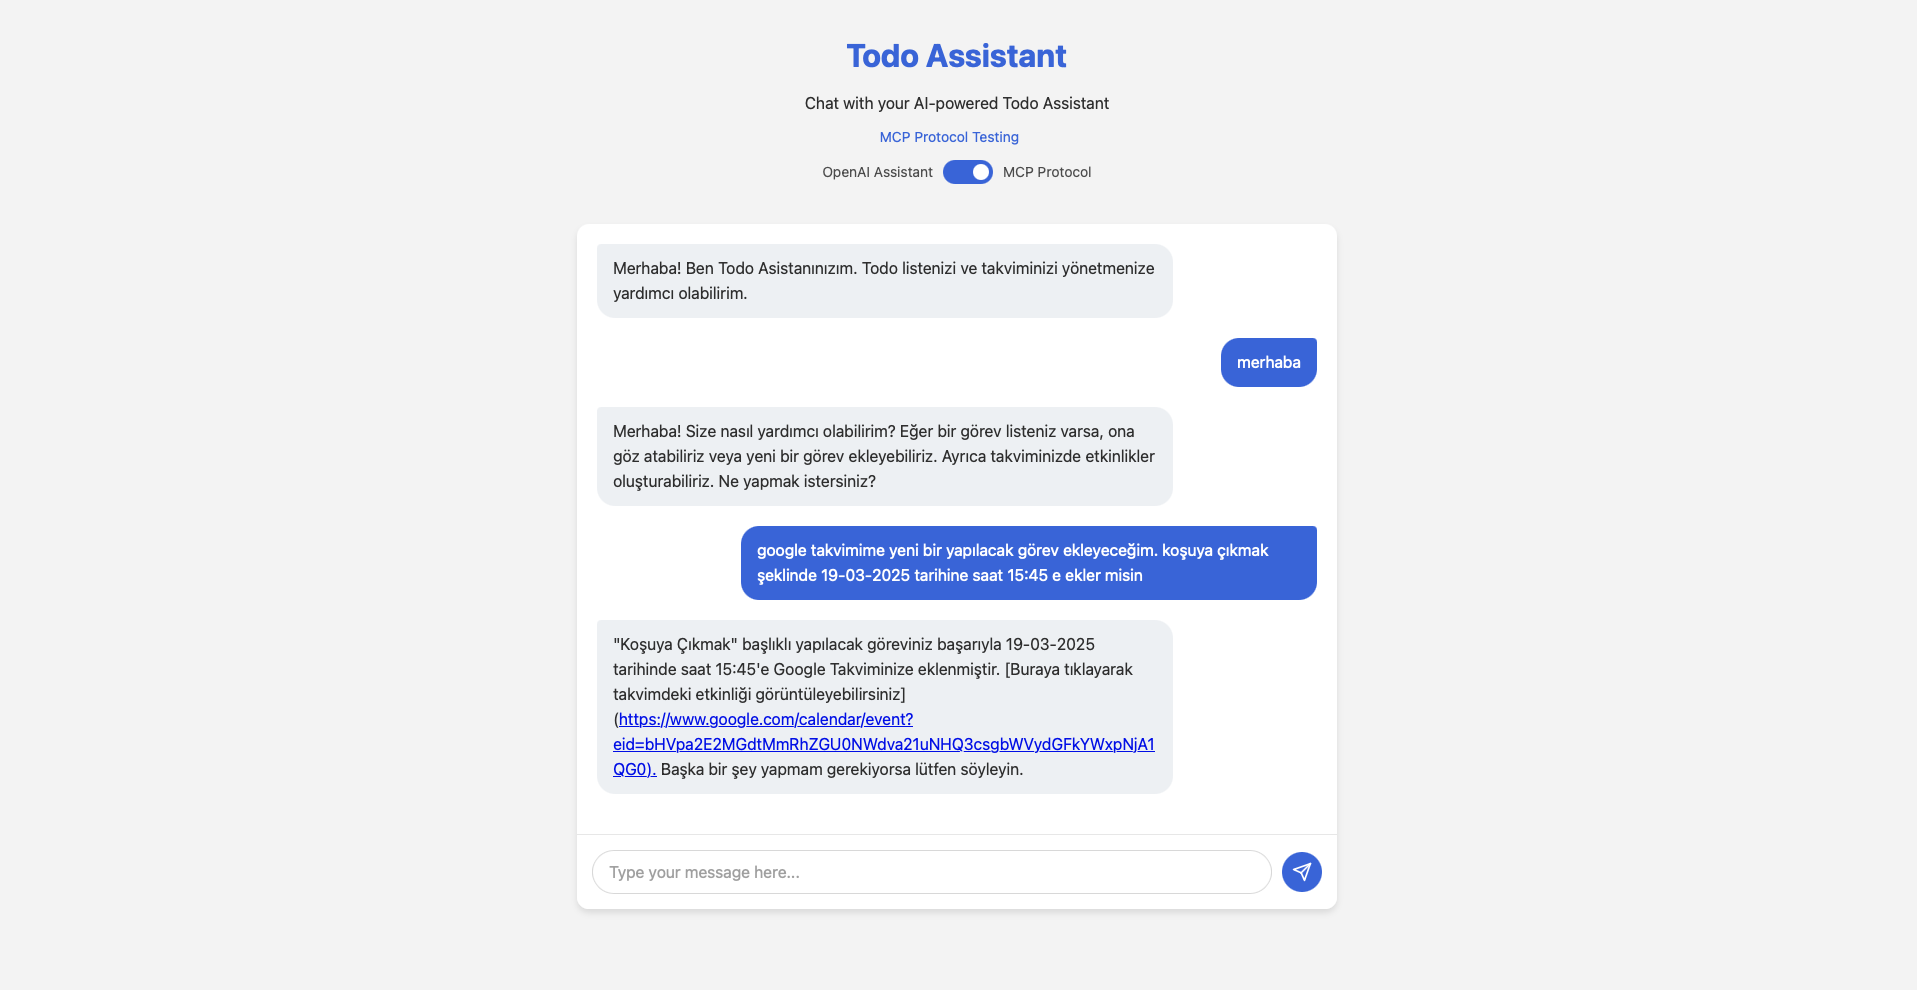 Todo Assistant
Chat with your AI-powered Todo Assistant
MCP Protocol Testing
OpenAI Assistant MCP Protocol
Merhaba! Ben Todo Asistanınızım. Todo listenizi ve takviminizi yönetmenize
yardımcı olabilirim.
merhaba
Merhaba! Size nasıl yardımcı olabilirim? Eğer bir görev listeniz varsa, ona
göz atabiliriz veya yeni bir görev ekleyebiliriz. Ayrıca takviminizde etkinlikler
oluşturabiliriz. Ne yapmak istersiniz?
google takvimime yeni bir yapılacak görev ekleyeceğim. koşuya çıkmak
şeklinde 19-03-2025 tarihine saat 15:45 e ekler misin
"Koşuya Çıkmak" başlıklı yapılacak göreviniz başarıyla 19-03-2025
tarihinde saat 15:45'e Google Takviminize eklenmiştir. [Buraya tıklayarak
takvimdeki etkinliği görüntüleyebilirsiniz]
(https://www.google.com/calendar/event?
eid=bHVpa2E2MGdtMmRhZGU0NWdva21uNHQ3csgbWVydGFkYWxpNjA1
QG0). Başka bir şey yapmam gerekiyorsa lütfen söyleyin.
Type your message here...